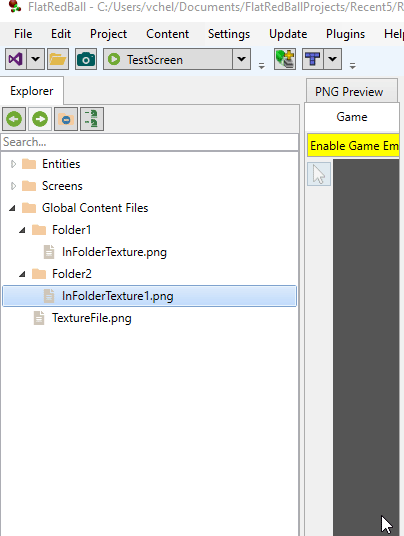 FlatRedBall - C:/Users/vchel/Documents/FlatRedBallProjects/Recent5/R
File Edit Project Content Settings Update Plugins Help
TestScreen
Explorer
PNG Preview
Search...
Game
Enable Game Em
Entities
Screens
Global Content Files
Folder1
InFolderTexture.png
Folder2
InFolderTexture1.png
TextureFile.png